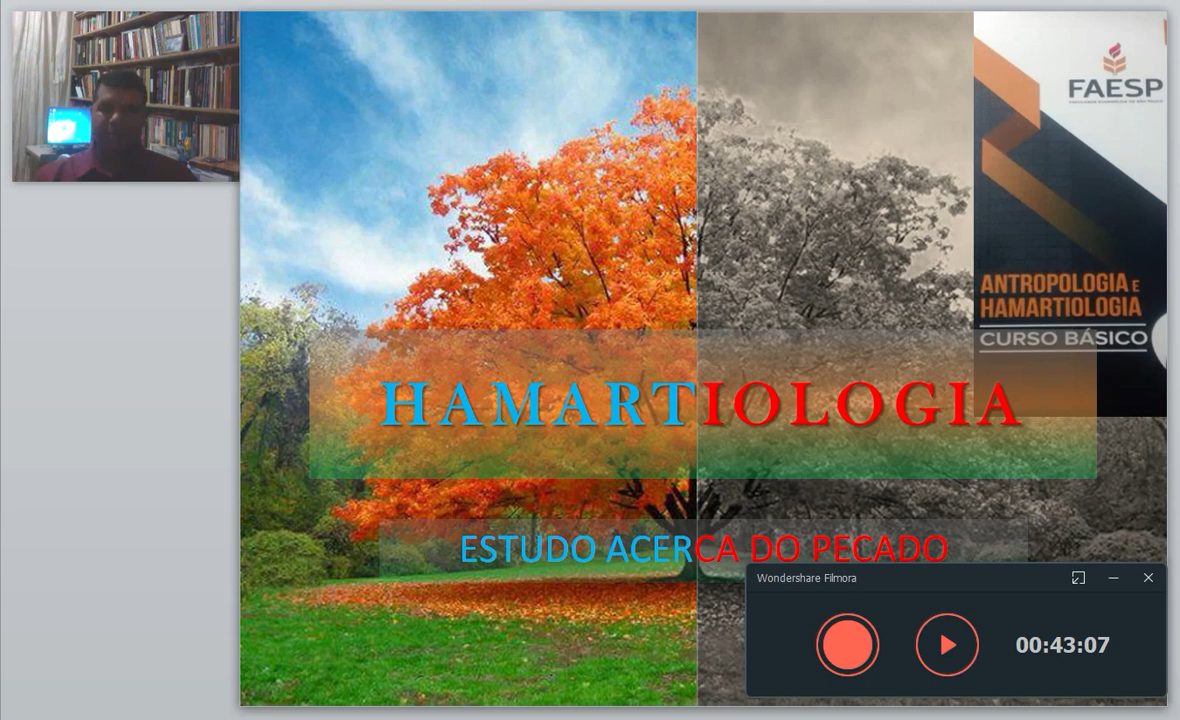 FAESP
ANTROPOLOGIA E
HAMARTIOLOGIA
CURSO BÁSICO
HAMARTIOLOGIA
ESTUDO ACERCA DO PECADO
Wondershare Filmora
00:43:07